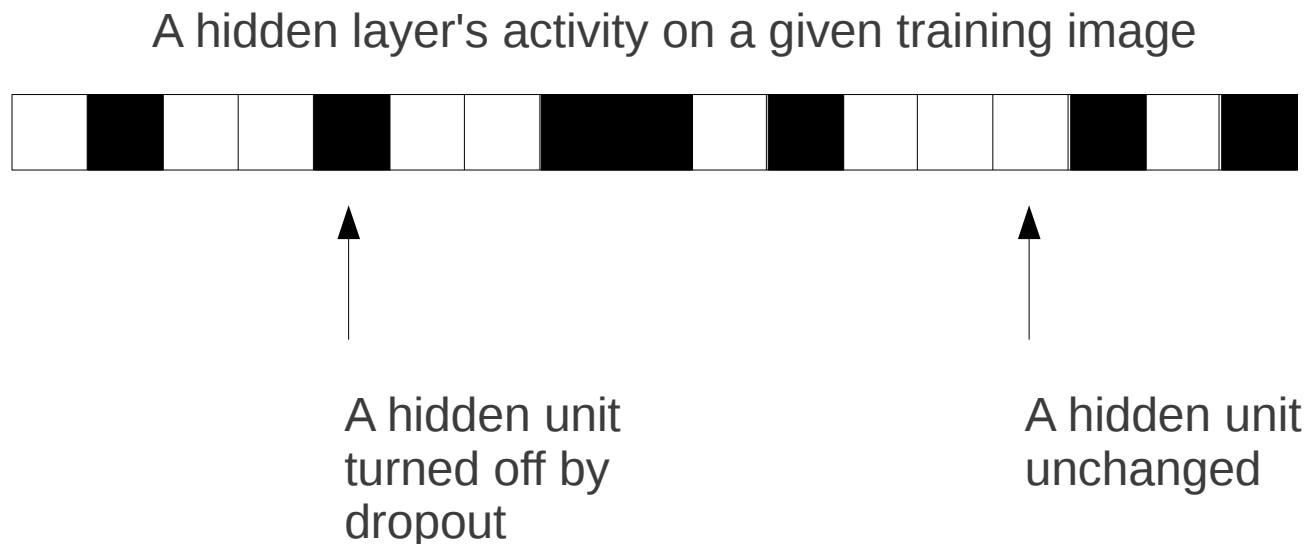 A hidden layer's activity on a given training image
A hidden unit
turned off by
dropout
A hidden unit
unchanged